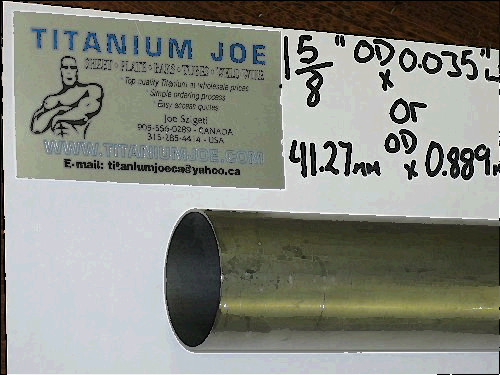 TITANIUM JOE
SHEET • PLATE • BARS • TUBES • WELD WIRE
Top quality Titanium at wholesale prices
Simple ordering process
Easy access quotes
Joe Szigeti
905-556-0289 - CANADA
315-285-4414 - USA
WWW.TITANIUMJOE.COM
E-mail: titaniumjoeca@yahoo.ca
1 5/8" OD x 0.035"
or
41.27mm OD x 0.889